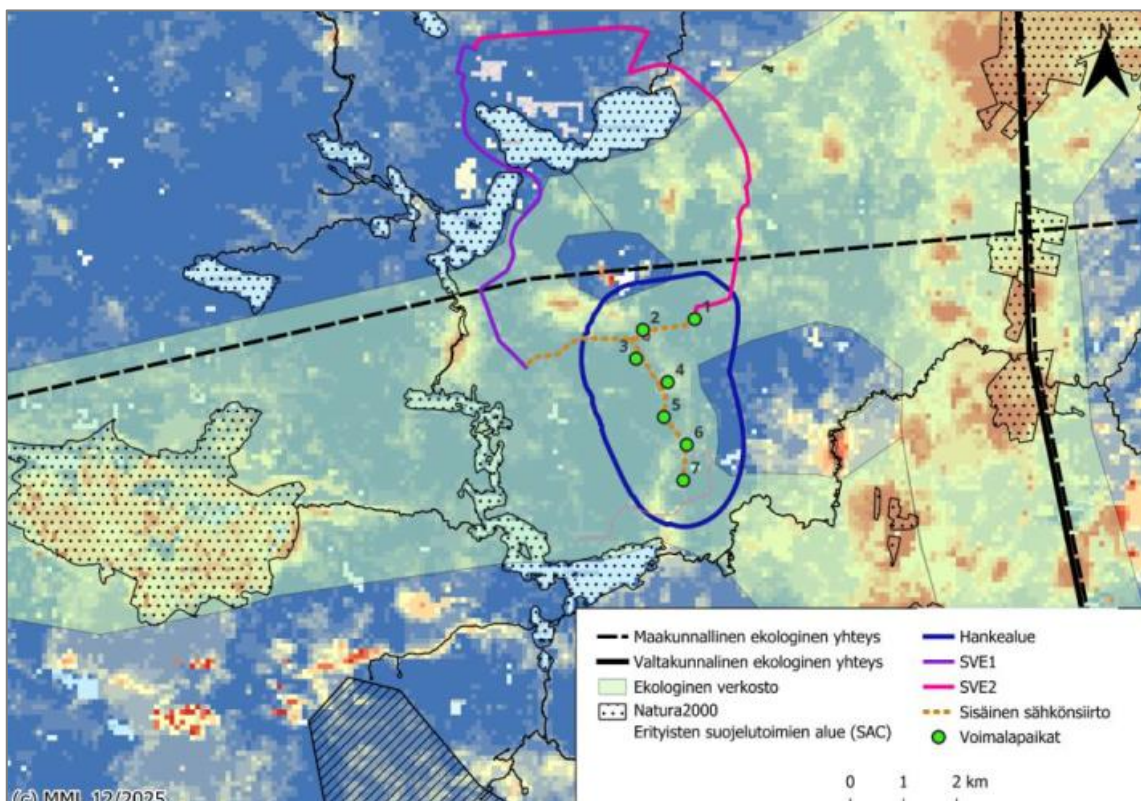 N
1
2
3
4
5
6
7
Maakunnallinen ekologinen yhteys
Valtakunnalinen ekologinen yhteys
Ekologinen verkosto
Natura2000
Erityisten suojelutoimien alue (SAC)
Hankealue
SVE1
SVE2
Sisäinen sähkönsiirto
Voimalapaikat
0 1 2 km
(c) MML 12/2025